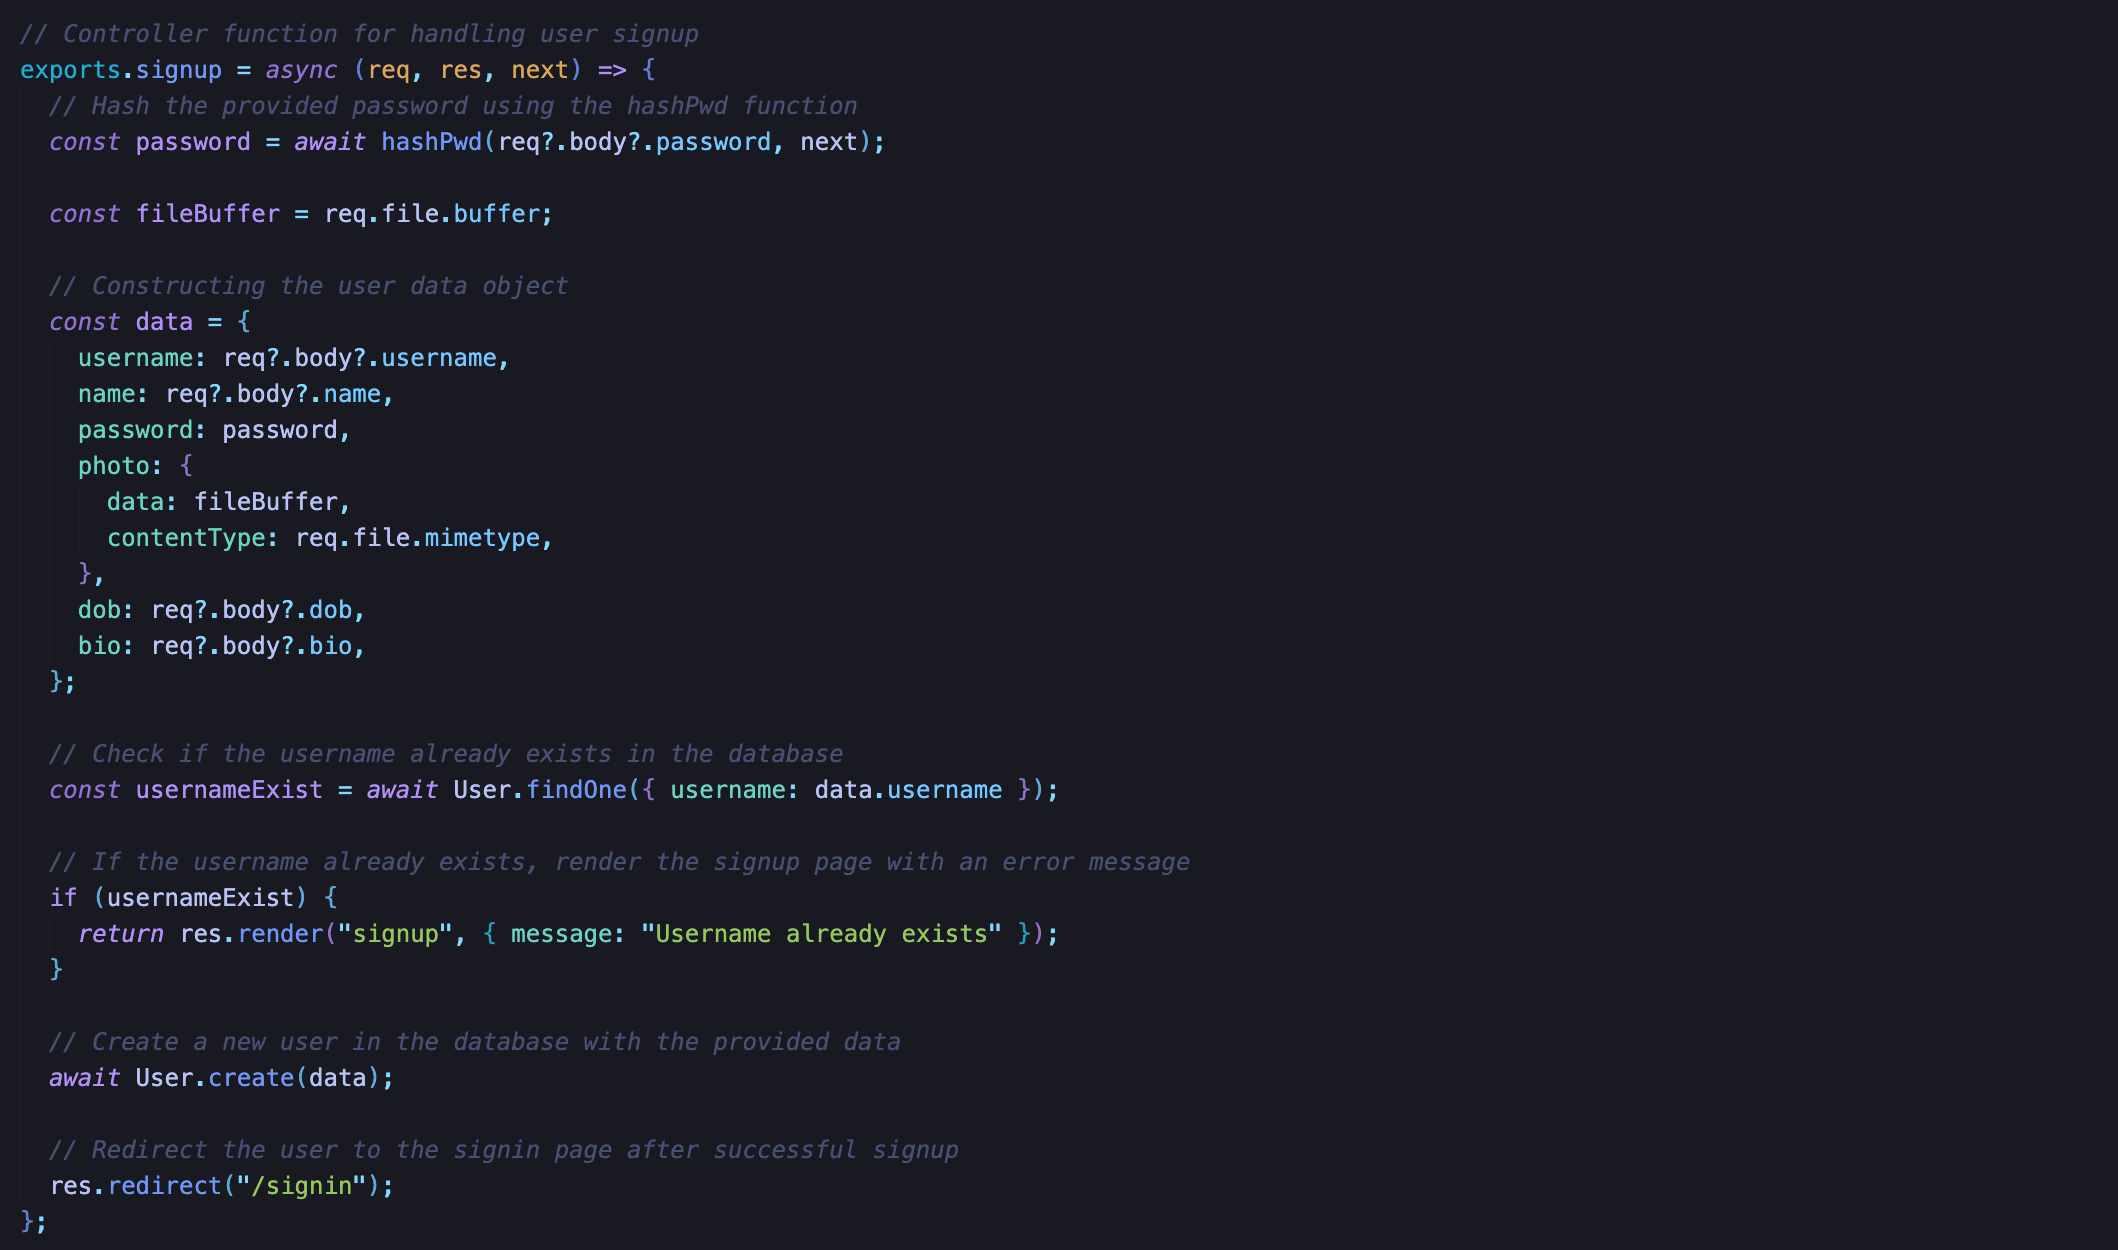 // Controller function for handling user signup
exports.signup = async (req, res, next) => {
  // Hash the provided password using the hashPwd function
  const password = await hashPwd(req?.body?.password, next);

  const fileBuffer = req.file.buffer;

  // Constructing the user data object
  const data = {
    username: req?.body?.username,
    name: req?.body?.name,
    password: password,
    photo: {
      data: fileBuffer,
      contentType: req.file.mimetype,
    },
    dob: req?.body?.dob,
    bio: req?.body?.bio,
  };

  // Check if the username already exists in the database
  const usernameExist = await User.findOne({ username: data.username });

  // If the username already exists, render the signup page with an error message
  if (usernameExist) {
    return res.render("signup", { message: "Username already exists" });
  }

  // Create a new user in the database with the provided data
  await User.create(data);

  // Redirect the user to the signin page after successful signup
  res.redirect("/signin");
};